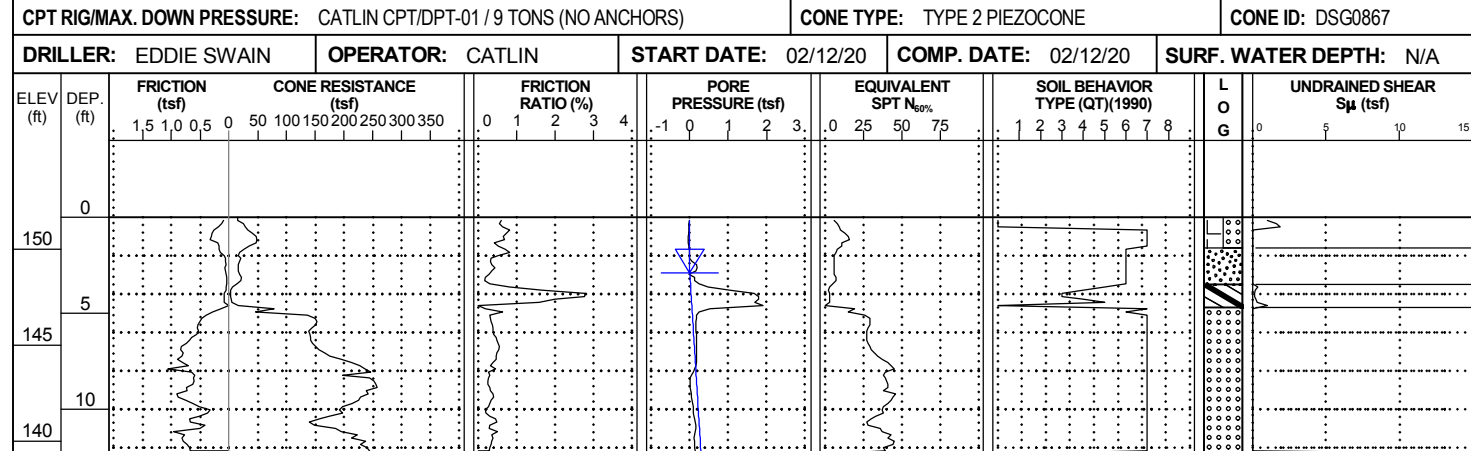 CPT RIG/MAX. DOWN PRESSURE: CATLIN CPT/DPT-01 / 9 TONS (NO ANCHORS) CONE TYPE: TYPE 2 PIEZOCONE CONE ID: DSG0867
DRILLER: EDDIE SWAIN OPERATOR: CATLIN START DATE: 02/12/20 COMP. DATE: 02/12/20 SURF. WATER DEPTH: N/A
ELEV (ft)
DEP. (ft)
FRICTION (tsf)
1,5 1,0 0,5 0
CONE RESISTANCE (tsf)
50 100 150 200 250 300 350
FRICTION RATIO (%)
0 1 2 3 4
PORE PRESSURE (tsf)
-1 0 1 2 3
EQUIVALENT SPT N60%
0 25 50 75
SOIL BEHAVIOR TYPE (QT)(1990)
1 2 3 4 5 6 7 8
L
O
G
UNDRAINED SHEAR Sμ (tsf)
0 5 10 15
0
150
5
145
10
140